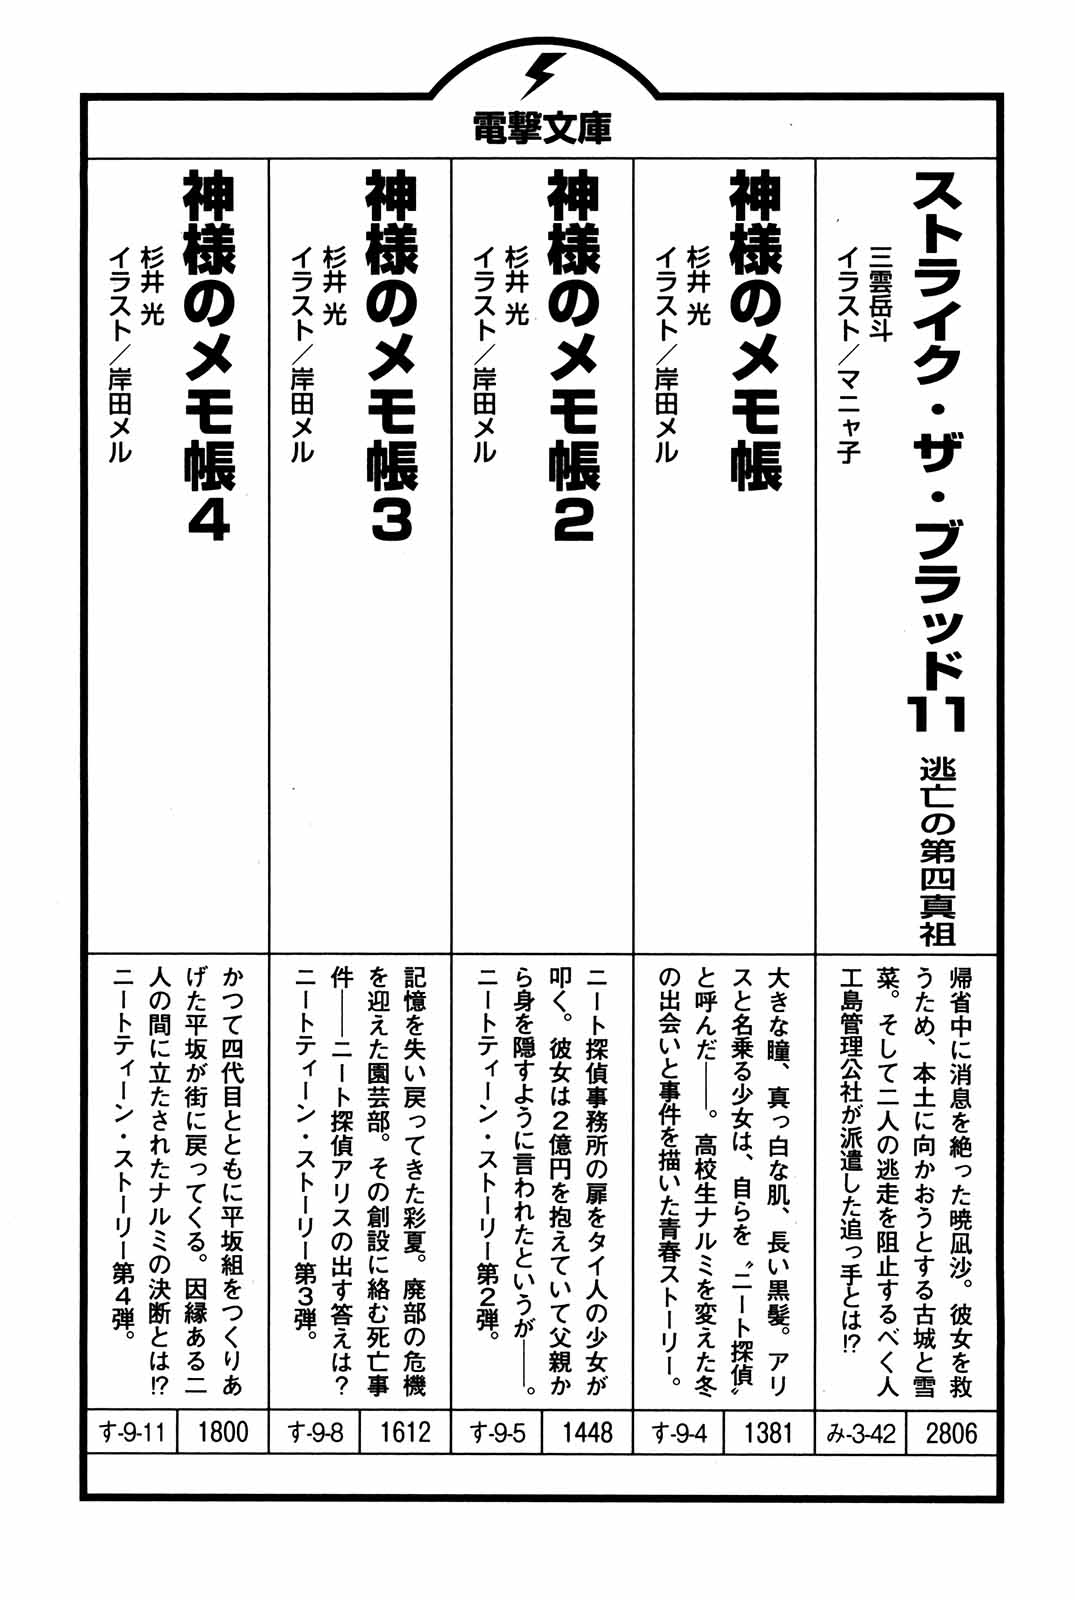 電撃文庫
ストライク・ザ・ブラッド11 逃亡の第四真祖
三雲岳斗
イラスト/マニャ子
帰省中に消息を絶った暁凪沙。彼女を救
うため、本土に向かおうとする古城と雪
菜。そして二人の逃走を阻止するべく人
工島管理公社が派遣した追っ手とは!?
み-3-42
2806
神様のメモ帳
杉井 光
イラスト/岸田メル
大きな瞳、真っ白な肌、長い黒髪。アリ
スと名乗る少女は、自らを〝ニート探偵〟
と呼んだ――。高校生ナルミを変えた冬
の出会いと事件を描いた青春ストーリー。
す-9-4
1381
神様のメモ帳2
杉井 光
イラスト/岸田メル
ニート探偵事務所の扉をタイ人の少女が
叩く。彼女は2億円を抱えていて父親か
ら身を隠すように言われたというが――。
ニートティーン・ストーリー第2弾。
す-9-5
1448
神様のメモ帳3
杉井 光
イラスト/岸田メル
記憶を失い戻ってきた彩夏。廃部の危機
を迎えた園芸部。その創設に絡む死亡事
件――ニート探偵アリスの出す答えは?
ニートティーン・ストーリー第3弾。
す-9-8
1612
神様のメモ帳4
杉井 光
イラスト/岸田メル
かつて四代目とともに平坂組をつくりあ
げた平坂が街に戻ってくる。因縁ある二
人の間に立たされたナルミの決断とは!?
ニートティーン・ストーリー第4弾。
す-9-11
1800